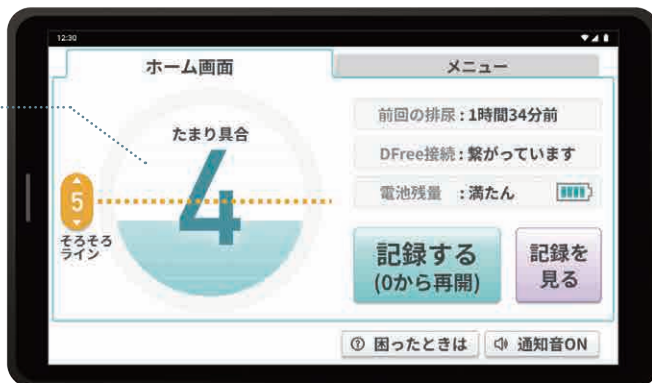 12:30
ホーム画面
メニュー
たまり具合
4
5
そろそろ
ライン
前回の排尿：1時間34分前
DFree接続：繋がっています
電池残量　：満たん
記録する
(0から再開)
記録を
見る
? 困ったときは
通知音ON